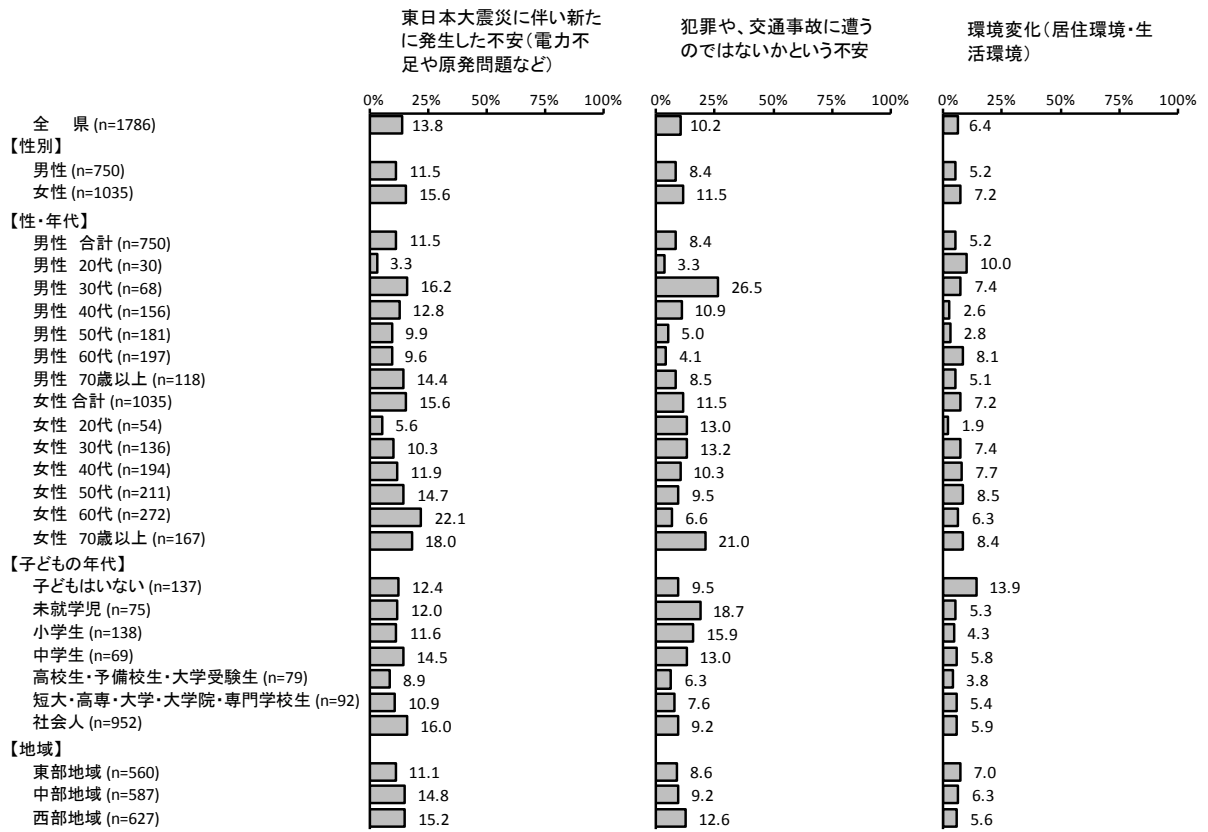 東日本大震災に伴い新た
に発生した不安(電力不
足や原発問題など)
犯罪や、交通事故に遭う
のではないかという不安
環境変化(居住環境・生
活環境)
0% 25% 50% 75% 100% 0% 25% 50% 75% 100% 0% 25% 50% 75% 100%
全 県 (n=1786) 13.8 10.2 6.4
【性別】
男性 (n=750) 11.5 8.4 5.2
女性 (n=1035) 15.6 11.5 7.2
【性・年代】
男性 合計 (n=750) 11.5 8.4 5.2
男性 20代 (n=30) 3.3 3.3 10.0
男性 30代 (n=68) 16.2 26.5 7.4
男性 40代 (n=156) 12.8 10.9 2.6
男性 50代 (n=181) 9.9 5.0 2.8
男性 60代 (n=197) 9.6 4.1 8.1
男性 70歳以上 (n=118) 14.4 8.5 5.1
女性 合計 (n=1035) 15.6 11.5 7.2
女性 20代 (n=54) 5.6 13.0 1.9
女性 30代 (n=136) 10.3 13.2 7.4
女性 40代 (n=194) 11.9 10.3 7.7
女性 50代 (n=211) 14.7 9.5 8.5
女性 60代 (n=272) 22.1 6.6 6.3
女性 70歳以上 (n=167) 18.0 21.0 8.4
【子どもの年代】
子どもはいない (n=137) 12.4 9.5 13.9
未就学児 (n=75) 12.0 18.7 5.3
小学生 (n=138) 11.6 15.9 4.3
中学生 (n=69) 14.5 13.0 5.8
高校生・予備校生・大学受験生 (n=79) 8.9 6.3 3.8
短大・高専・大学・大学院・専門学校生 (n=92) 10.9 7.6 5.4
社会人 (n=952) 16.0 9.2 5.9
【地域】
東部地域 (n=560) 11.1 8.6 7.0
中部地域 (n=587) 14.8 9.2 6.3
西部地域 (n=627) 15.2 12.6 5.6